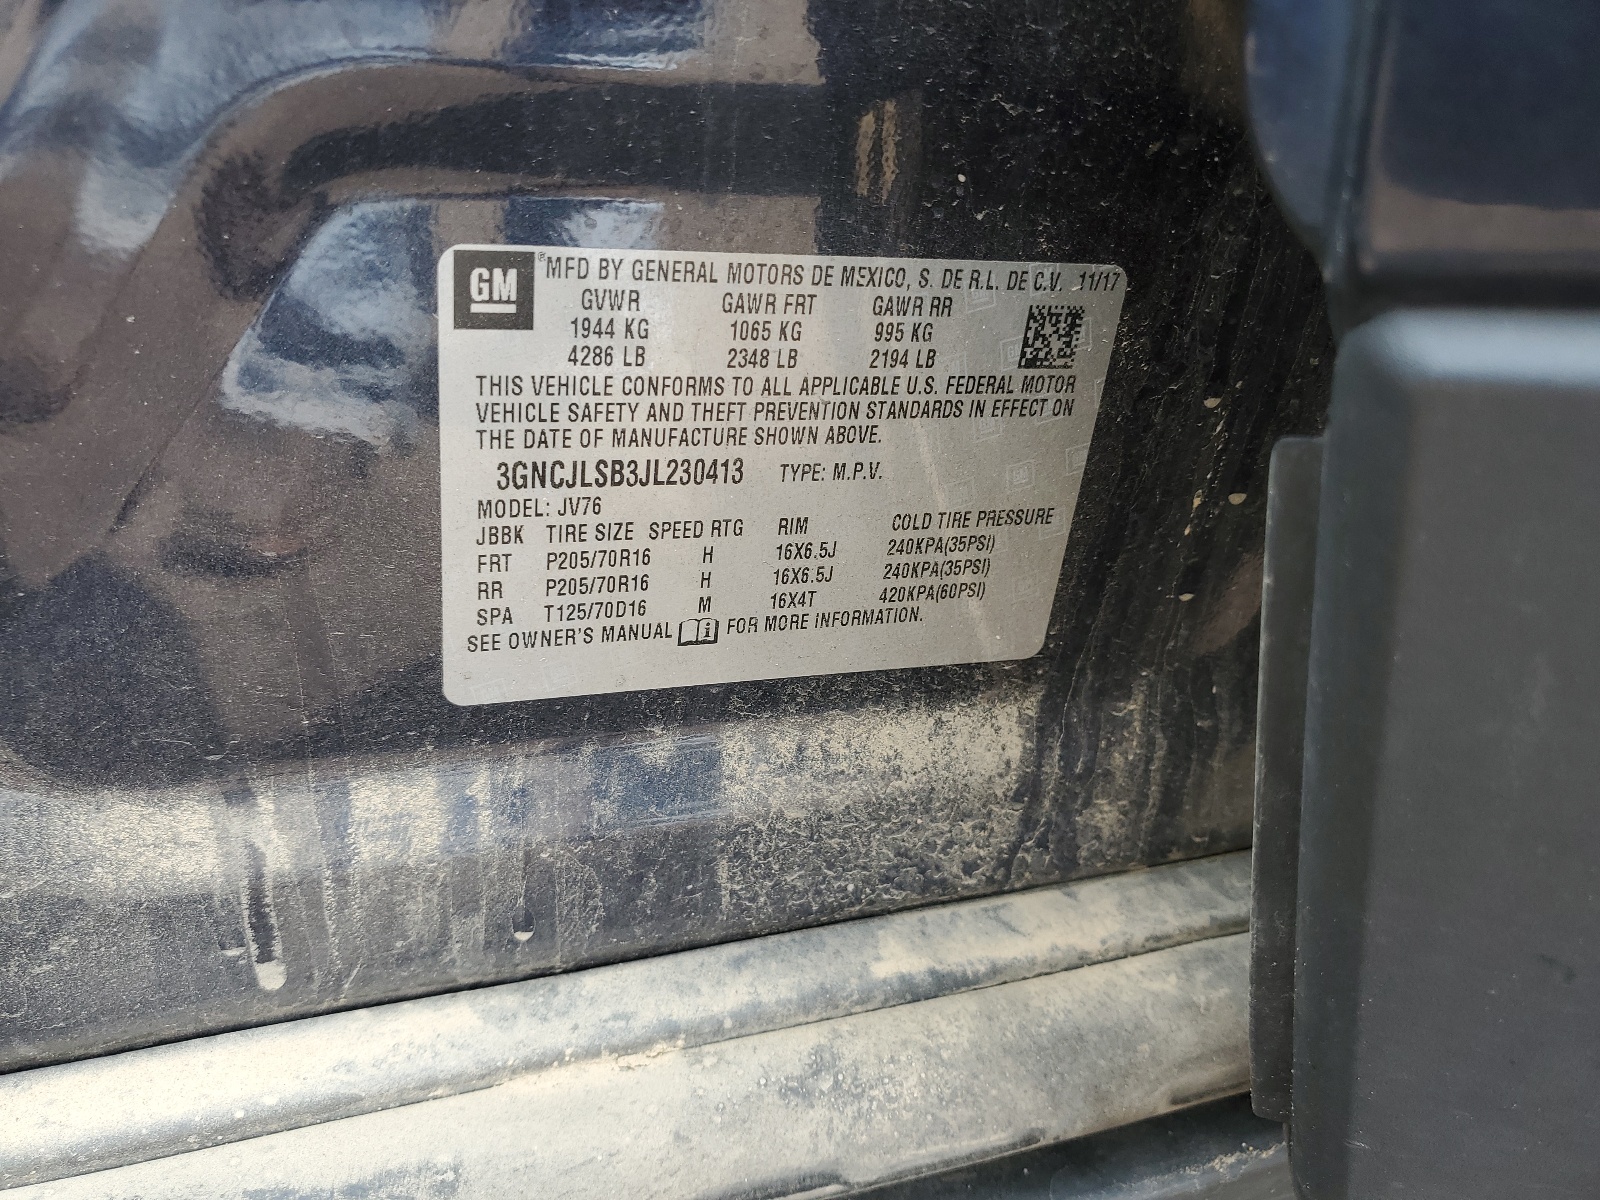 GM ® MFD BY GENERAL MOTORS DE MEXICO, S. DE R.L. DE C.V. 11/17
GVWR GAWR FRT GAWR RR
1944 KG 1065 KG 995 KG
4286 LB 2348 LB 2194 LB
THIS VEHICLE CONFORMS TO ALL APPLICABLE U.S. FEDERAL MOTOR
VEHICLE SAFETY AND THEFT PREVENTION STANDARDS IN EFFECT ON
THE DATE OF MANUFACTURE SHOWN ABOVE.
3GNCJLSB3JL230413 TYPE: M.P.V.
MODEL: JV76
JBBK TIRE SIZE SPEED RTG RIM COLD TIRE PRESSURE
FRT P205/70R16 H 16X6.5J 240KPA(35PSI)
RR P205/70R16 H 16X6.5J 240KPA(35PSI)
SPA T125/70D16 M 16X4T 420KPA(60PSI)
SEE OWNER'S MANUAL i FOR MORE INFORMATION.